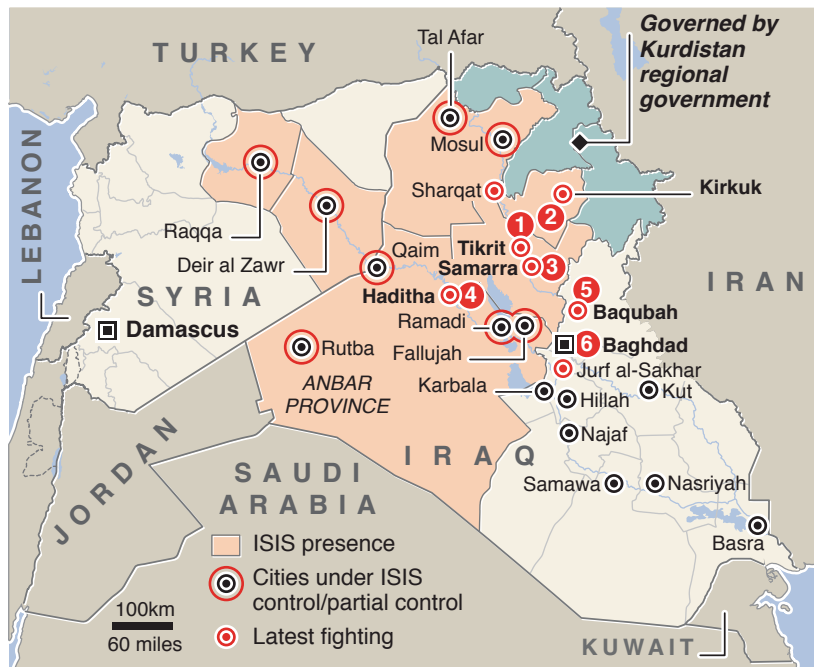 TURKEY
Tal Afar
Governed by
Kurdistan
regional
government
Mosul
LEBANON
Sharqat
Kirkuk
Raqqa
1
2
Deir al Zawr
Qaim
Tikrit
Samarra
3
IRAN
SYRIA
Haditha
4
5
Baqubah
Damascus
Ramadi
6
Baghdad
Rutba
Fallujah
Jurf al-Sakhar
ANBAR
PROVINCE
Karbala
Hillah
Kut
JORDAN
Najaf
IRAQ
SAUDI
ARABIA
Samawa
Nasriyah
Basra
ISIS presence
Cities under ISIS
control/partial control
100km
60 miles
Latest fighting
KUWAIT